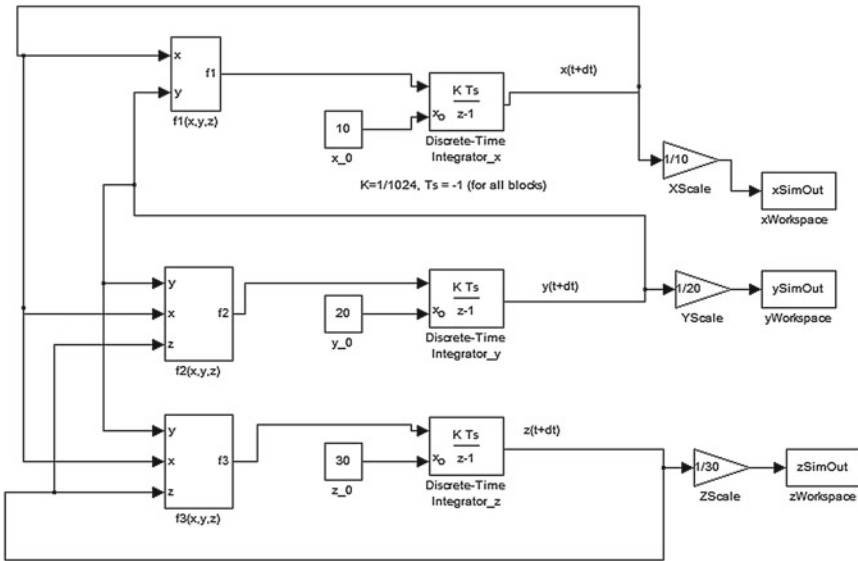 x
y
f1
f1(x,y,z)
10
x_0
K Ts
z-1
xo
Discrete-Time
Integrator_x
x(t+dt)
K=1/1024, Ts = -1 (for all blocks)
1/10
XScale
xSimOut
xWorkspace
y
x
z
f2
f2(x,y,z)
20
y_0
K Ts
z-1
xo
Discrete-Time
Integrator_y
y(t+dt)
1/20
YScale
ySimOut
yWorkspace
y
x
z
f3
f3(x,y,z)
30
z_0
K Ts
z-1
xo
Discrete-Time
Integrator_z
z(t+dt)
1/30
ZScale
zSimOut
zWorkspace